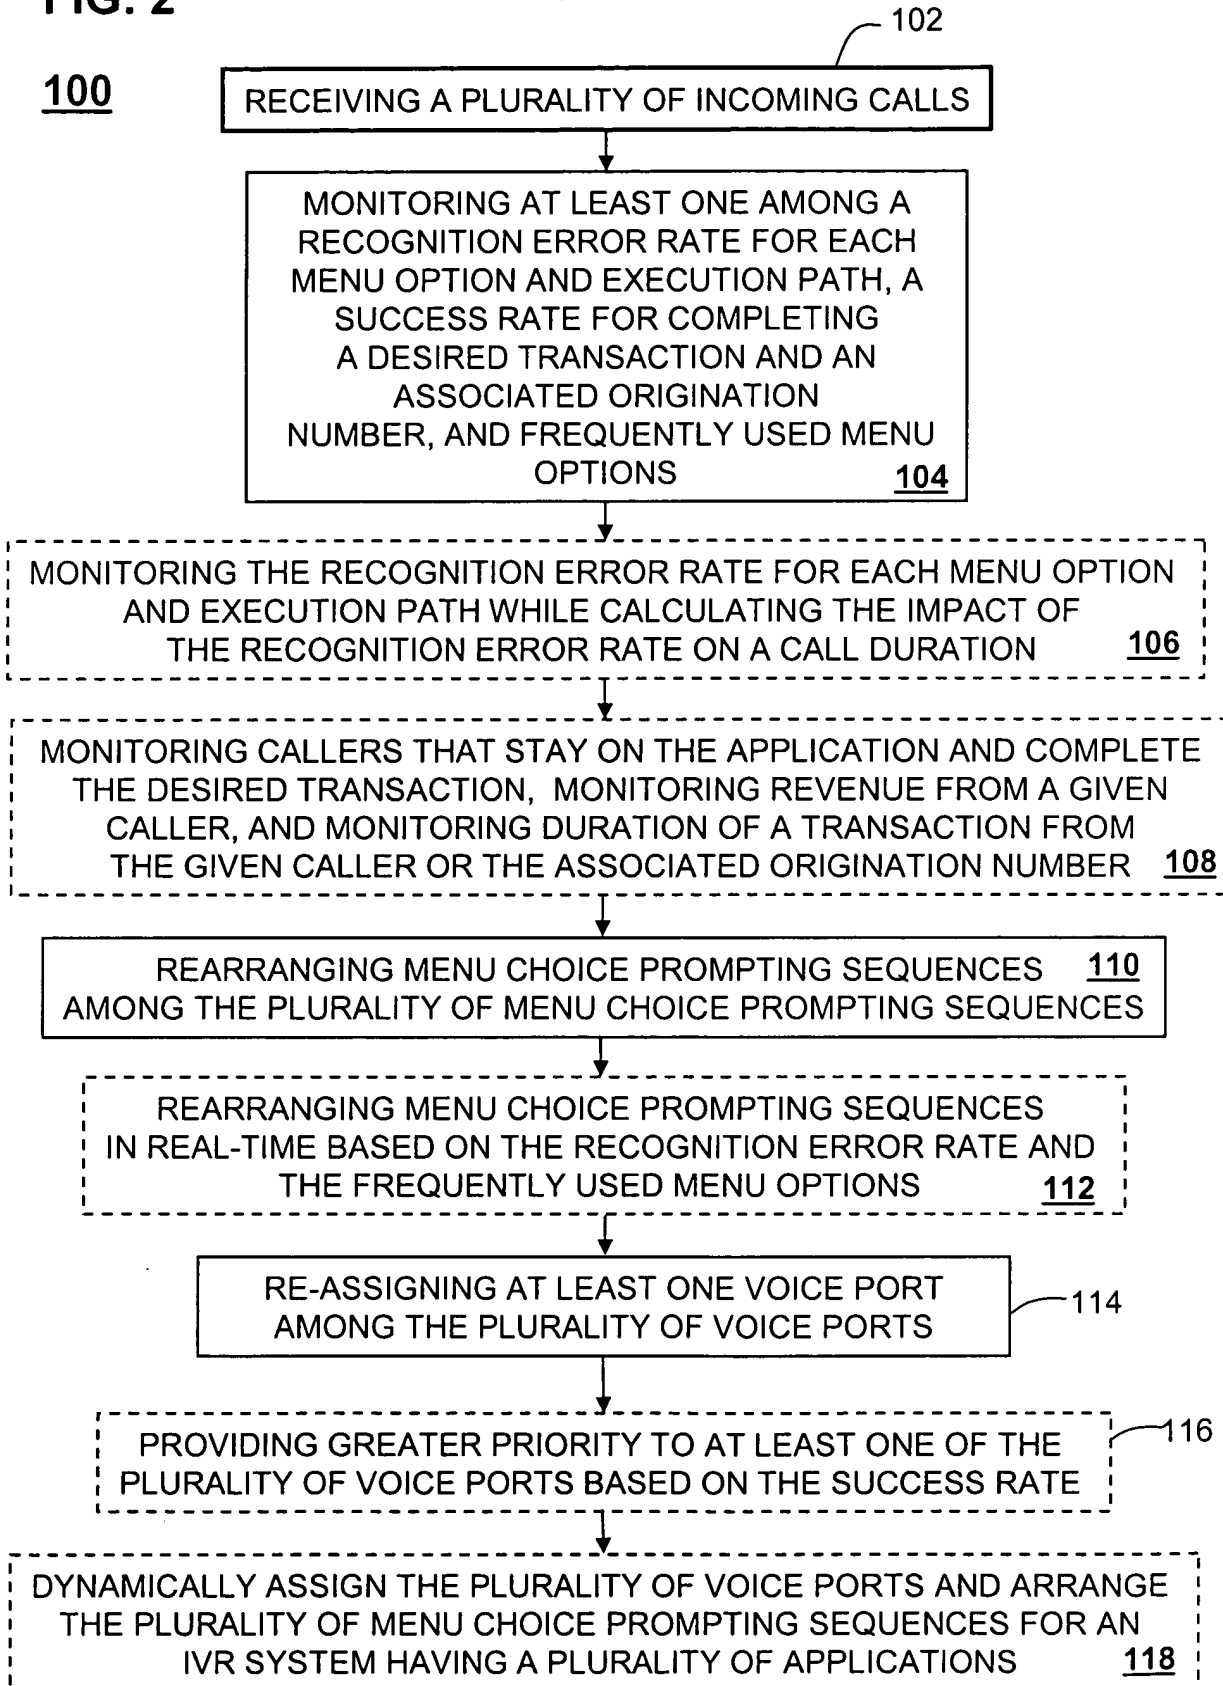 FIG. 2
102
100
RECEIVING A PLURALITY OF INCOMING CALLS
MONITORING AT LEAST ONE AMONG A
RECOGNITION ERROR RATE FOR EACH
MENU OPTION AND EXECUTION PATH, A
SUCCESS RATE FOR COMPLETING
A DESIRED TRANSACTION AND AN
ASSOCIATED ORIGINATION
NUMBER, AND FREQUENTLY USED MENU
OPTIONS 104
MONITORING THE RECOGNITION ERROR RATE FOR EACH MENU OPTION
AND EXECUTION PATH WHILE CALCULATING THE IMPACT OF
THE RECOGNITION ERROR RATE ON A CALL DURATION 106
MONITORING CALLERS THAT STAY ON THE APPLICATION AND COMPLETE
THE DESIRED TRANSACTION, MONITORING REVENUE FROM A GIVEN
CALLER, AND MONITORING DURATION OF A TRANSACTION FROM
THE GIVEN CALLER OR THE ASSOCIATED ORIGINATION NUMBER 108
REARRANGING MENU CHOICE PROMPTING SEQUENCES 110
AMONG THE PLURALITY OF MENU CHOICE PROMPTING SEQUENCES
REARRANGING MENU CHOICE PROMPTING SEQUENCES
IN REAL-TIME BASED ON THE RECOGNITION ERROR RATE AND
THE FREQUENTLY USED MENU OPTIONS 112
RE-ASSIGNING AT LEAST ONE VOICE PORT
AMONG THE PLURALITY OF VOICE PORTS
114
PROVIDING GREATER PRIORITY TO AT LEAST ONE OF THE
PLURALITY OF VOICE PORTS BASED ON THE SUCCESS RATE
116
DYNAMICALLY ASSIGN THE PLURALITY OF VOICE PORTS AND ARRANGE
THE PLURALITY OF MENU CHOICE PROMPTING SEQUENCES FOR AN
IVR SYSTEM HAVING A PLURALITY OF APPLICATIONS 118